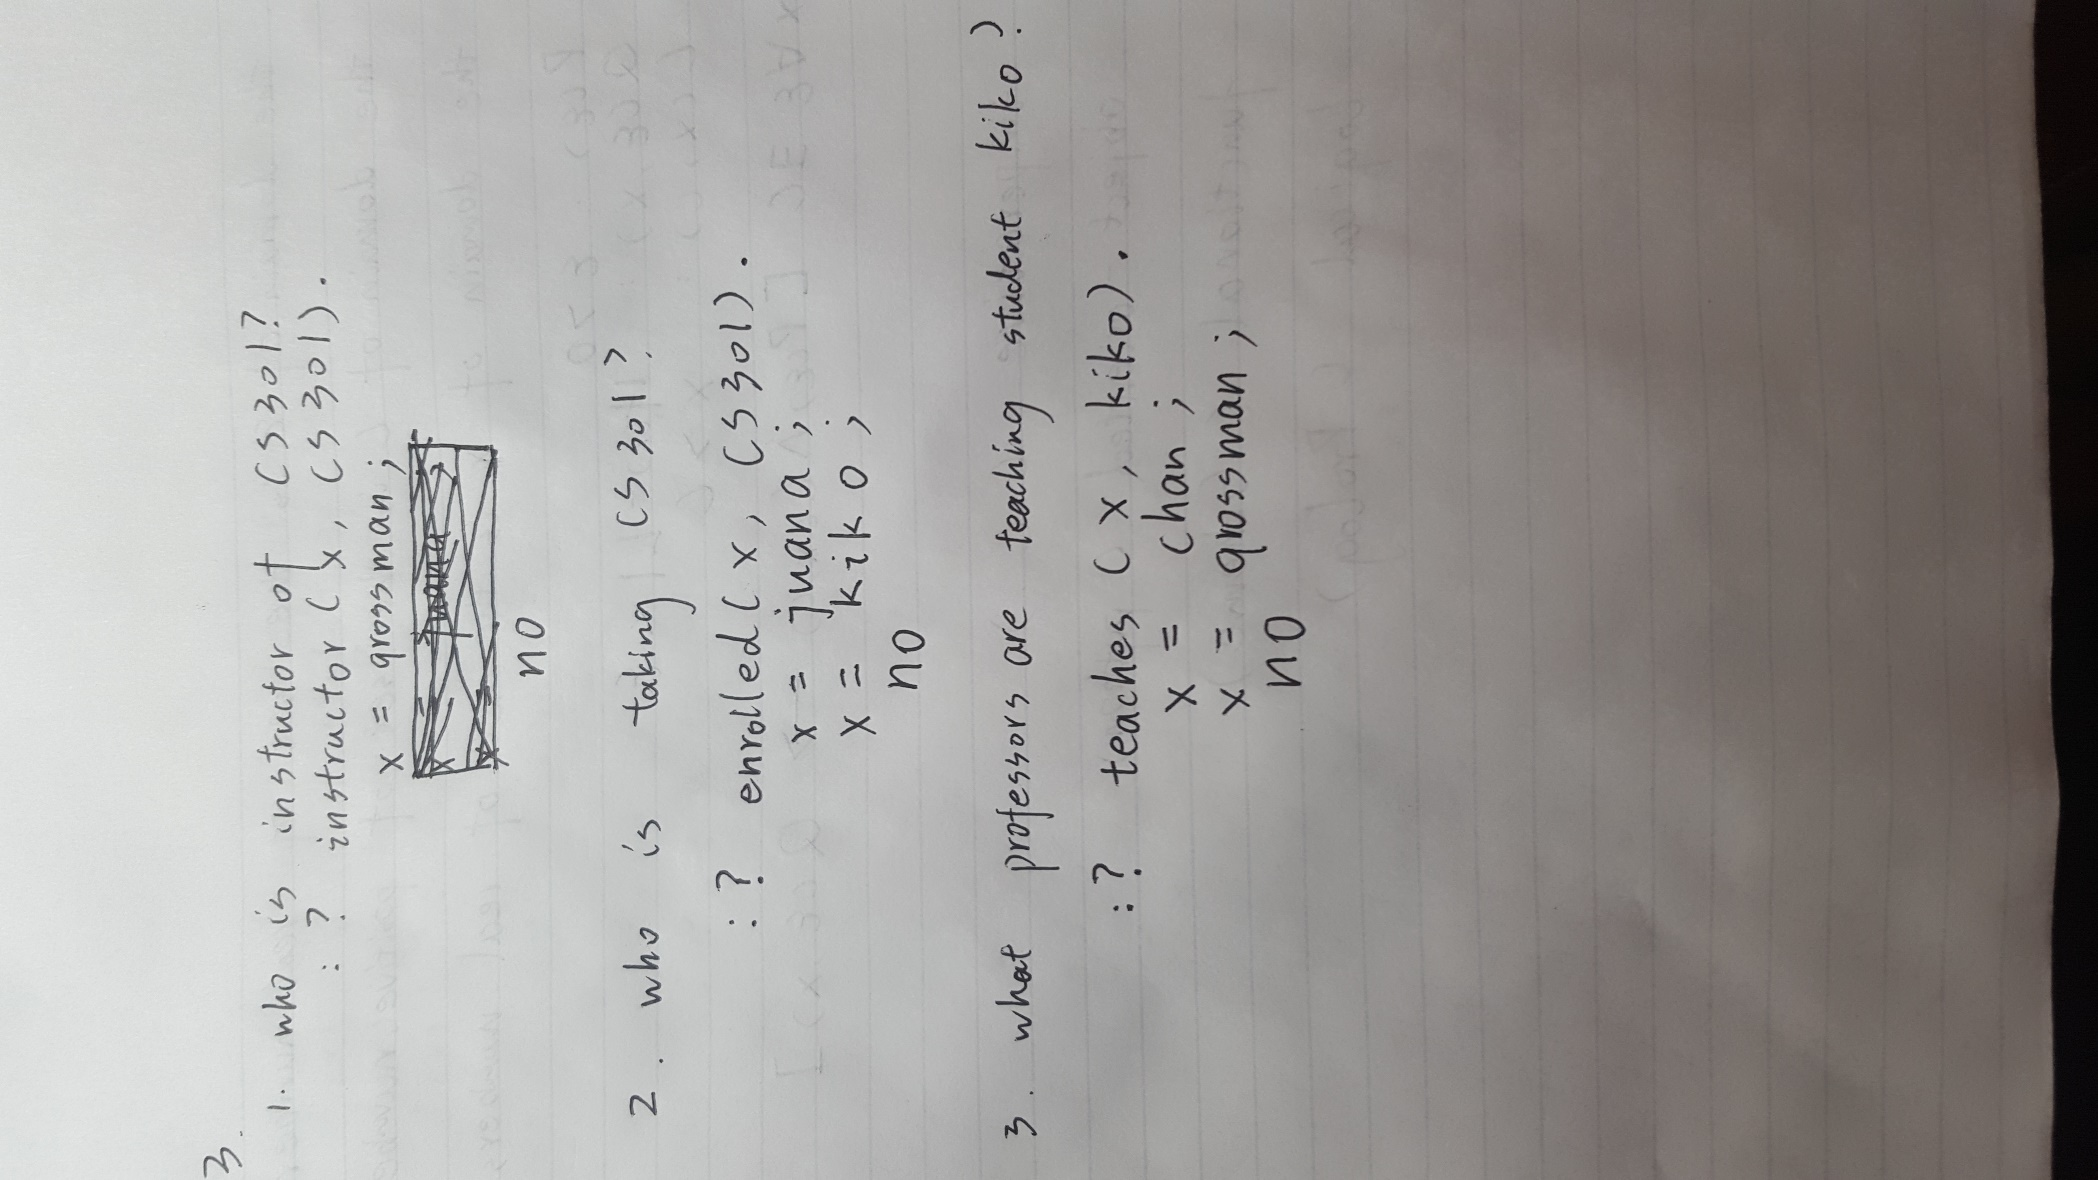 3.
1. who is instructor of CS301?
:? instructor (x, CS301).
x = grossman;
no
2. who is taking CS301?
:? enrolled(x, CS301).
x = juana;
x = kiko;
no
3. what professors are teaching student kiko?
:? teaches (x, kiko).
x = chan;
x = grossman;
no